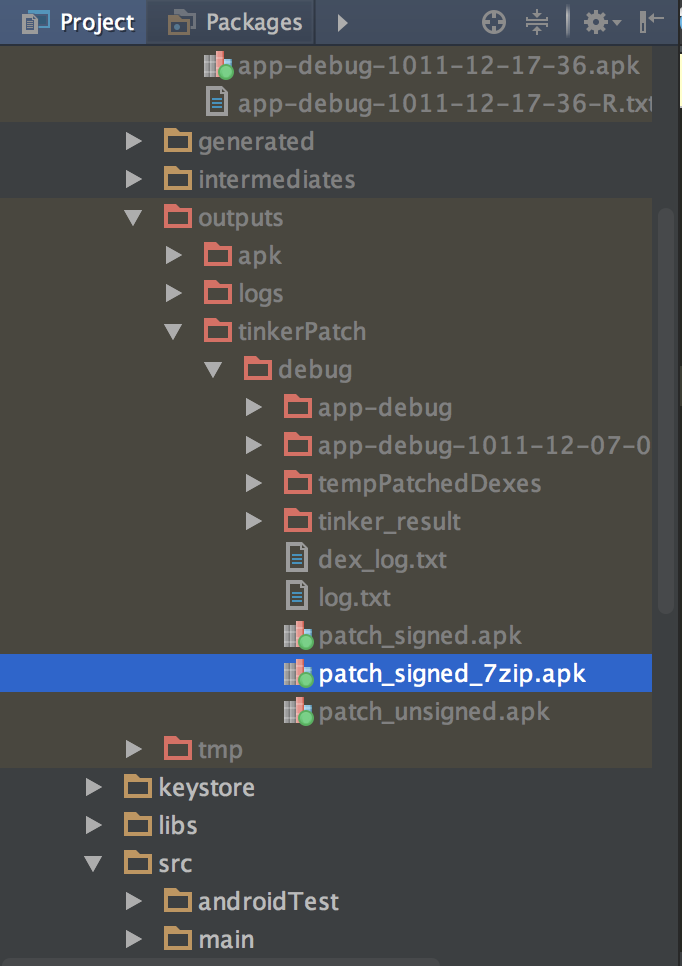 Project Packages
app-debug-1011-12-17-36.apk
app-debug-1011-12-17-36-R.txt
generated
intermediates
outputs
apk
logs
tinkerPatch
debug
app-debug
app-debug-1011-12-07-0
tempPatchedDexes
tinker_result
dex_log.txt
log.txt
patch_signed.apk
patch_signed_7zip.apk
patch_unsigned.apk
tmp
keystore
libs
src
androidTest
main